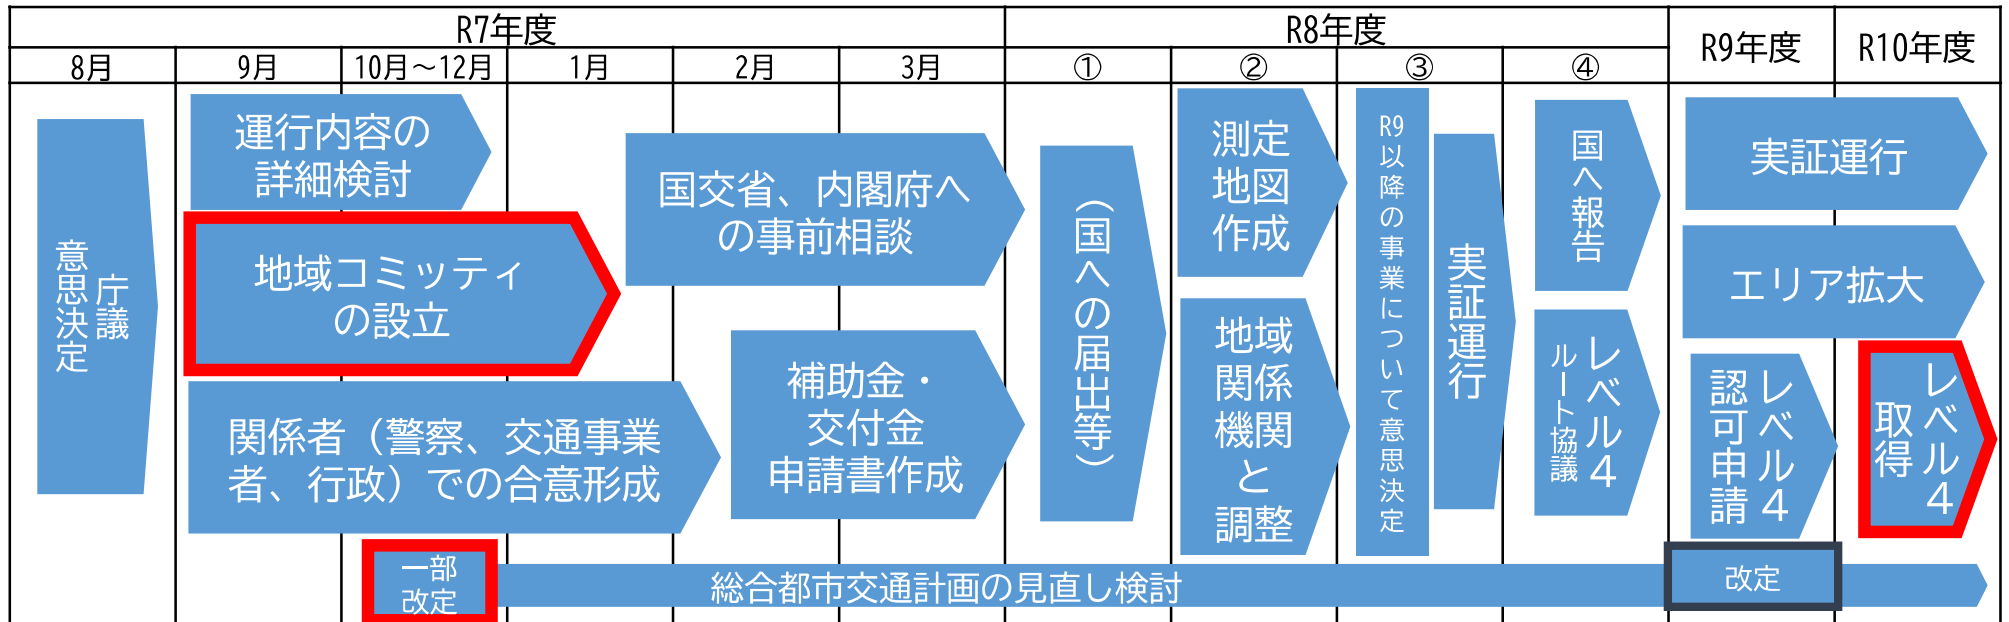 R7年度
R8年度
R9年度
R10年度
8月
9月
10月～12月
1月
2月
3月
①
②
③
④
庁議
意思決定
運行内容の
詳細検討
地域コミッティ
の設立
関係者（警察、交通事業
者、行政）での合意形成
国交省、内閣府へ
の事前相談
補助金・
交付金
申請書作成
（国への届出等）
測定
地図
作成
地域
関係
機関
と
調整
R9以降の事業について意思決定
実証運行
国へ報告
レベル4
ルート協議
実証運行
エリア拡大
レベル4
認可申請
レベル4
取得
一部
改定
総合都市交通計画の見直し検討
改定